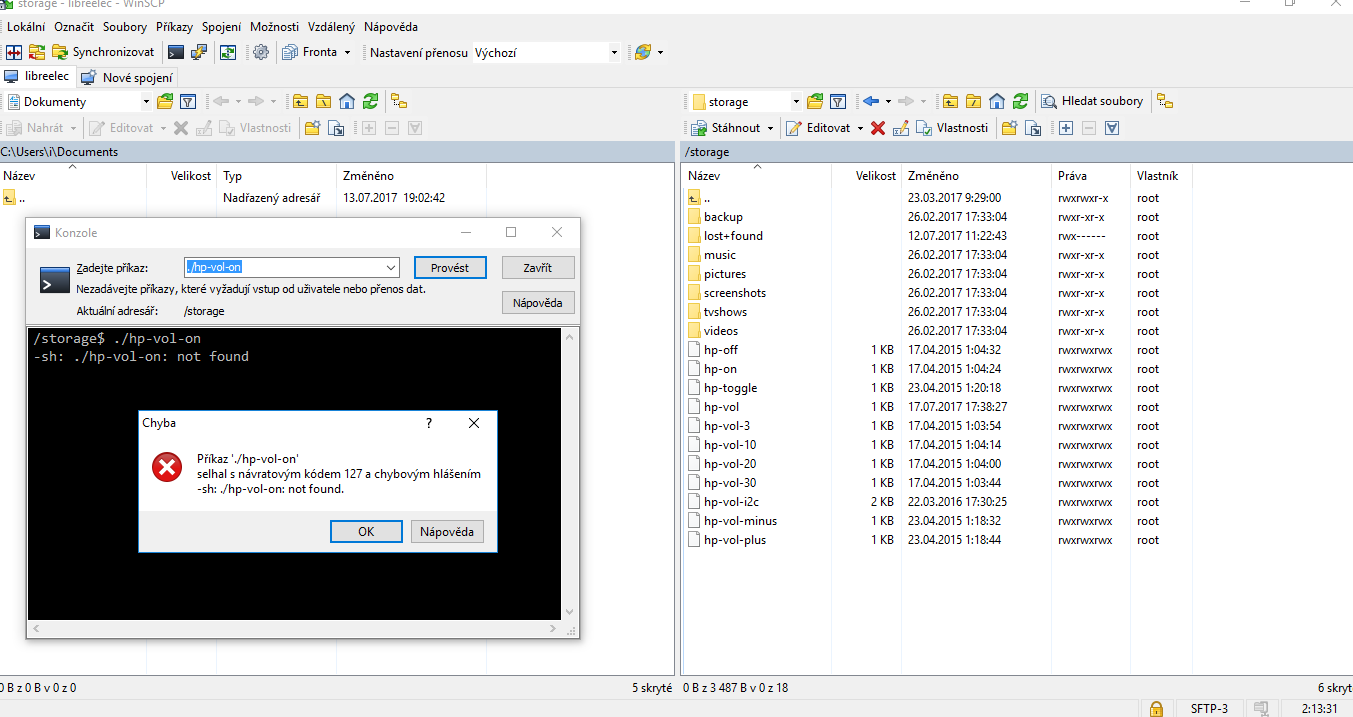 storage - libreelec - WinSCP
Lokální Označit Soubory Příkazy Spojení Možnosti Vzdálený Nápověda
Synchronizovat Fronta Nastavení přenosu Výchozí
libreelec Nové spojení
Dokumenty
Nahrát Editovat Vlastnosti
C:\Users\i\Documents
Název Velikost Typ Změněno
.. Nadřazený adresář 13.07.2017 19:02:42
Konzole
Zadejte příkaz: ./hp-vol-on Provést Zavřít
Nezadávejte příkazy, které vyžadují vstup od uživatele nebo přenos dat.
Aktuální adresář: /storage Nápověda
/storage$ ./hp-vol-on
-sh: ./hp-vol-on: not found
Chyba ?
Příkaz './hp-vol-on'
selhal s návratovým kódem 127 a chybovým hlášením
-sh: ./hp-vol-on: not found.
OK Nápověda
storage Hledat soubory
Stáhnout Editovat Vlastnosti
/storage
Název Velikost Změněno Práva Vlastník
.. 23.03.2017 9:29:00 rwxrwxr-x root
backup 26.02.2017 17:33:04 rwxr-xr-x root
lost+found 12.07.2017 11:22:43 rwx------ root
music 26.02.2017 17:33:04 rwxr-xr-x root
pictures 26.02.2017 17:33:04 rwxr-xr-x root
screenshots 26.02.2017 17:33:04 rwxr-xr-x root
tvshows 26.02.2017 17:33:04 rwxr-xr-x root
videos 26.02.2017 17:33:04 rwxr-xr-x root
hp-off 1 KB 17.04.2015 1:04:32 rwxrwxrwx root
hp-on 1 KB 17.04.2015 1:04:24 rwxrwxrwx root
hp-toggle 1 KB 23.04.2015 1:20:18 rwxrwxrwx root
hp-vol 1 KB 17.07.2017 17:38:27 rwxrwxrwx root
hp-vol-3 1 KB 17.04.2015 1:03:54 rwxrwxrwx root
hp-vol-10 1 KB 17.04.2015 1:04:14 rwxrwxrwx root
hp-vol-20 1 KB 17.04.2015 1:04:00 rwxrwxrwx root
hp-vol-30 1 KB 17.04.2015 1:03:44 rwxrwxrwx root
hp-vol-i2c 2 KB 22.03.2016 17:30:25 rwxrwxrwx root
hp-vol-minus 1 KB 23.04.2015 1:18:32 rwxrwxrwx root
hp-vol-plus 1 KB 23.04.2015 1:18:44 rwxrwxrwx root
0 B z 0 B v 0 z 0 5 skryté 0 B z 3 487 B v 0 z 18 6 skryt
SFTP-3 2:13:31